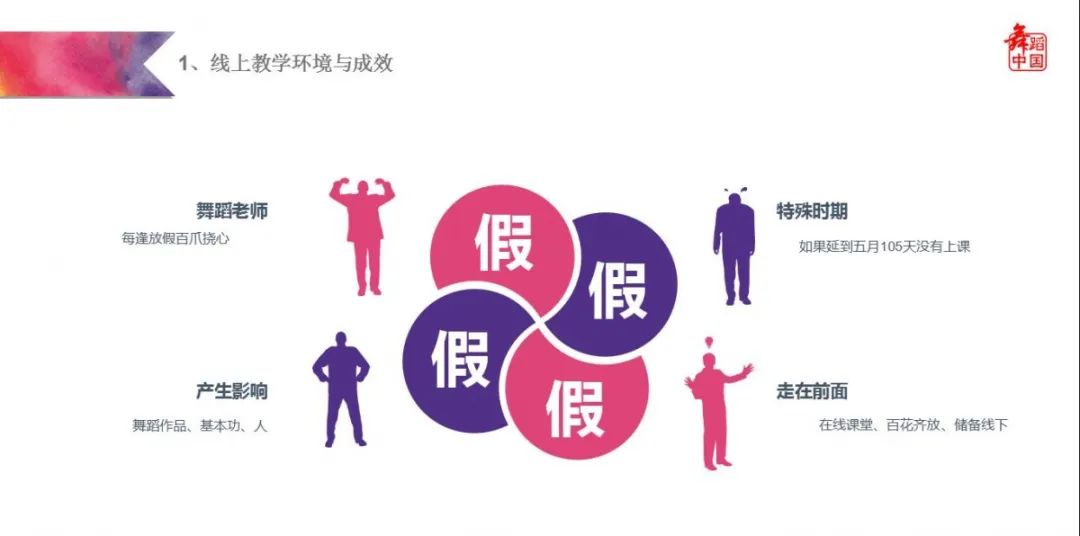 1、线上教学环境与成效
舞蹈
中国
舞蹈老师
每逢放假百爪挠心
特殊时期
如果延到五月105天没有上课
假
假
假
假
产生影响
舞蹈作品、基本功、人
走在前面
在线课堂、百花齐放、储备线下